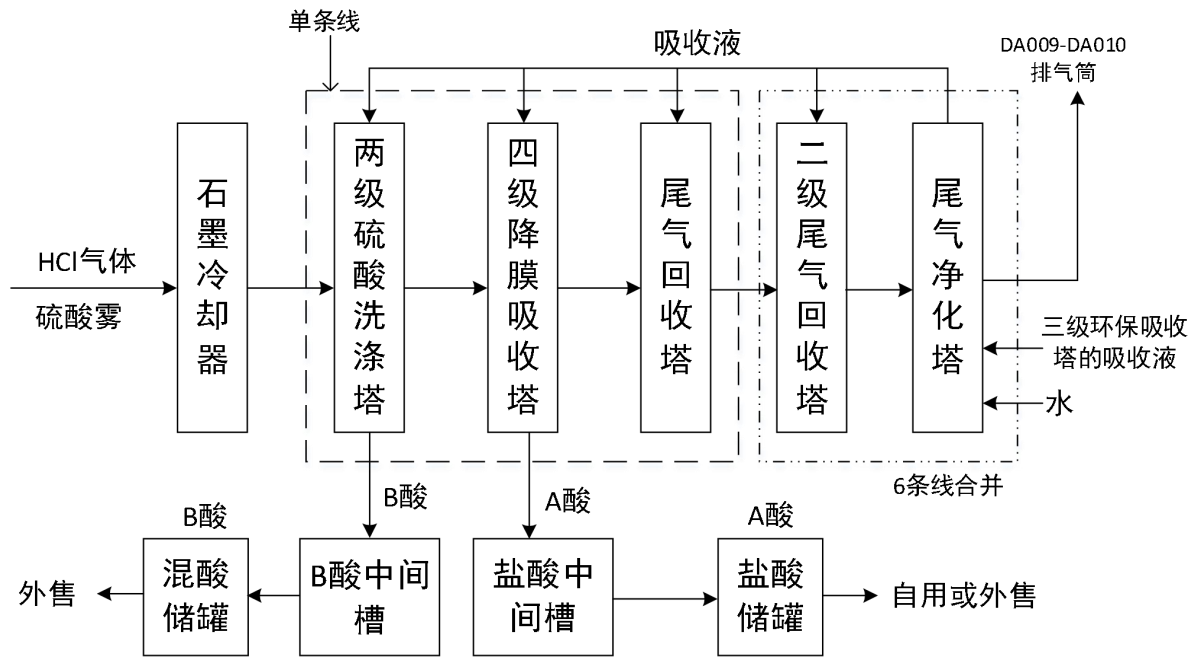 单条线
吸收液
DA009-DA010
排气筒
HCl气体
硫酸雾
石墨冷却器
两级硫酸洗涤塔
四级降膜吸收塔
尾气回收塔
二级尾气回收塔
尾气净化塔
三级环保吸收
塔的吸收液
水
6条线合并
B酸
A酸
B酸
A酸
外售
混酸
储罐
B酸中间
槽
盐酸中
间槽
盐酸
储罐
自用或外售